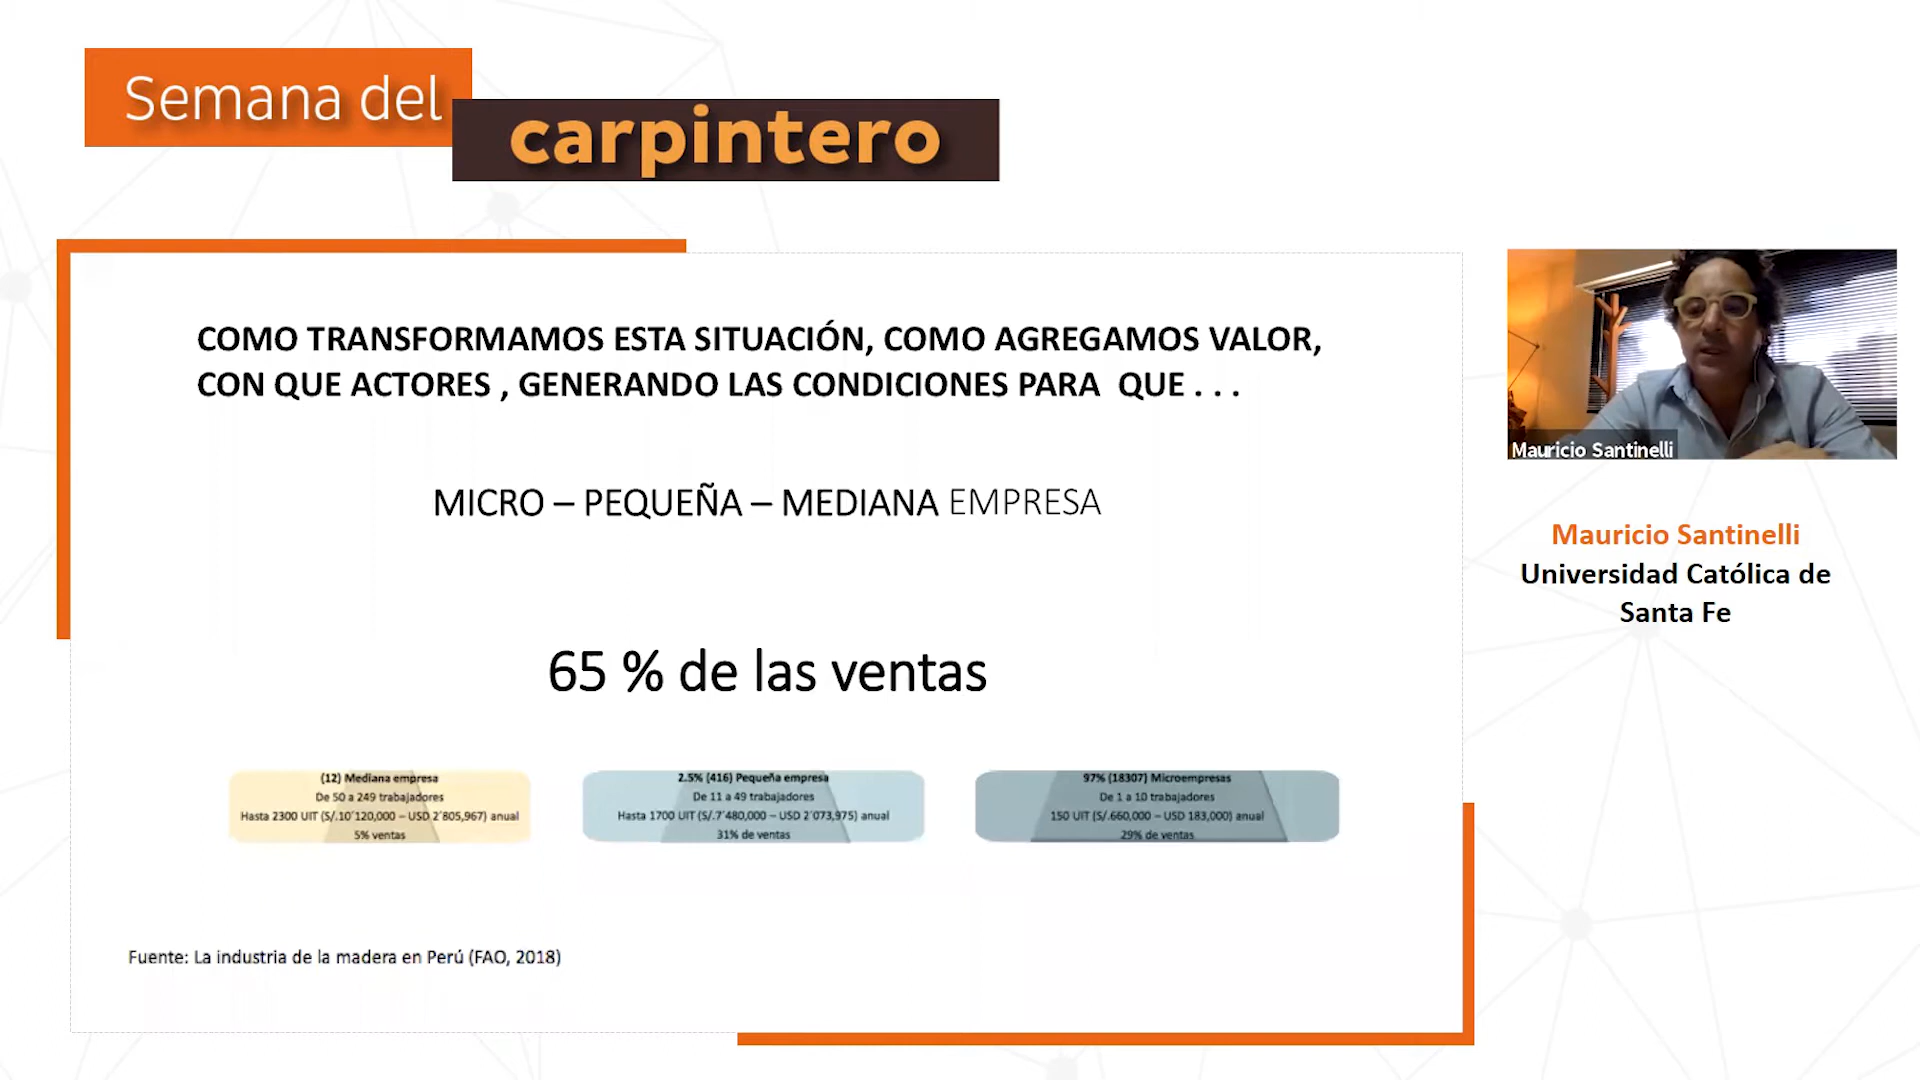 Semana del
carpintero
COMO TRANSFORMAMOS ESTA SITUACIÓN, COMO AGREGAMOS VALOR,
CON QUE ACTORES , GENERANDO LAS CONDICIONES PARA QUE . . .
MICRO – PEQUEÑA – MEDIANA EMPRESA
65 % de las ventas
(12) Mediana empresa
De 50 a 249 trabajadores
Hasta 2300 UIT (S/.10´120,000 – USD 2´805,967) anual
5% ventas
2.5% (416) Pequeña empresa
De 11 a 49 trabajadores
Hasta 1700 UIT (S/.7´480,000 – USD 2´073,975) anual
31% de ventas
97% (18307) Microempresas
De 1 a 10 trabajadores
150 UIT (S/.660,000 – USD 183,000) anual
29% de ventas
Fuente: La industria de la madera en Perú (FAO, 2018)
Mauricio Santinelli
Mauricio Santinelli
Universidad Católica de
Santa Fe